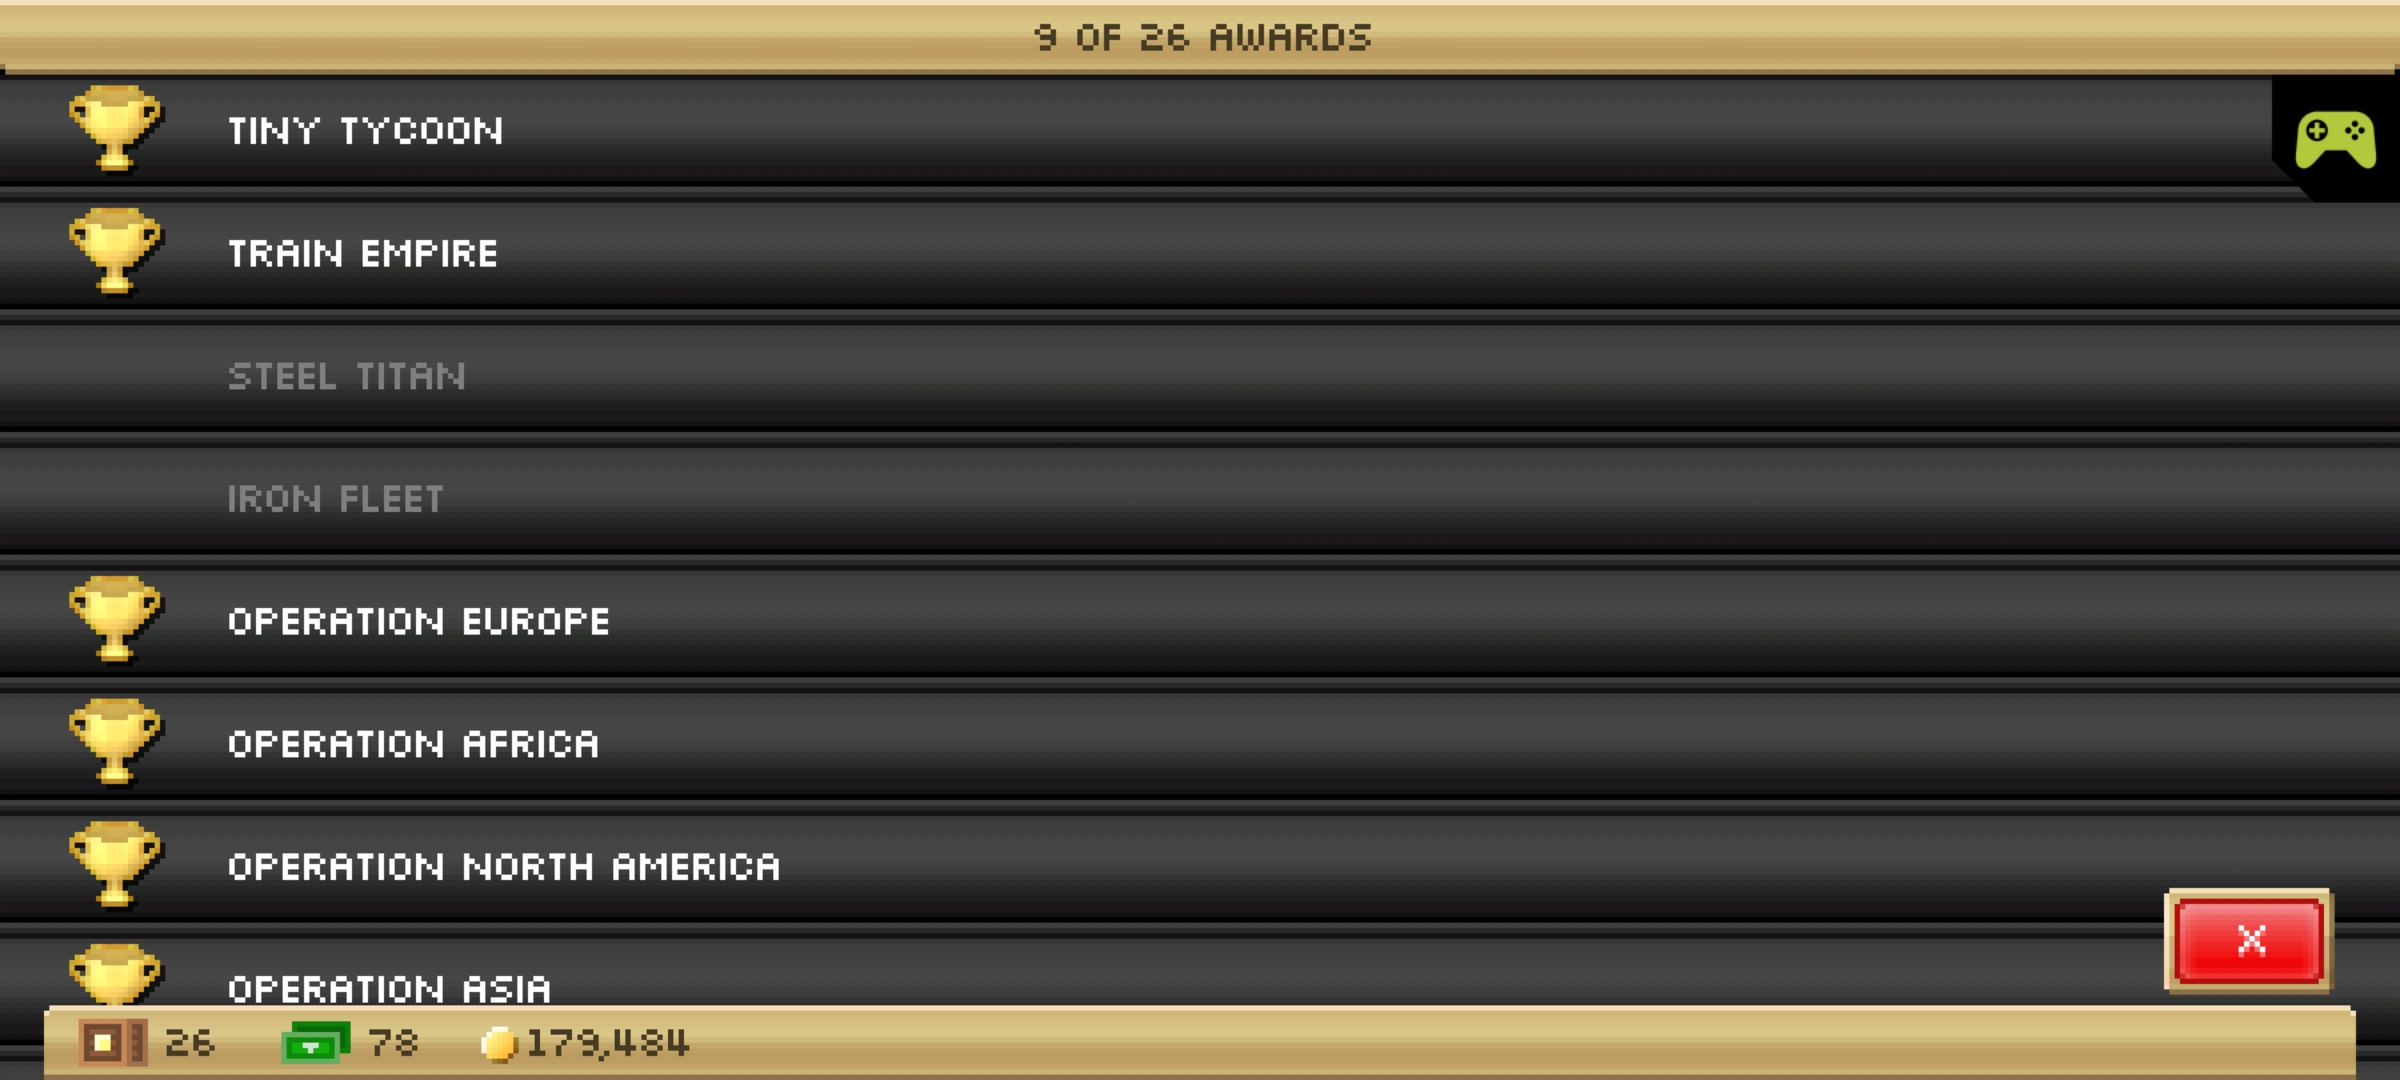 9 OF 26 AWARDS
TINY TYCOON
TRAIN EMPIRE
STEEL TITAN
IRON FLEET
OPERATION EUROPE
OPERATION AFRICA
OPERATION NORTH AMERICA
OPERATION ASIA
X
26 78 179,484